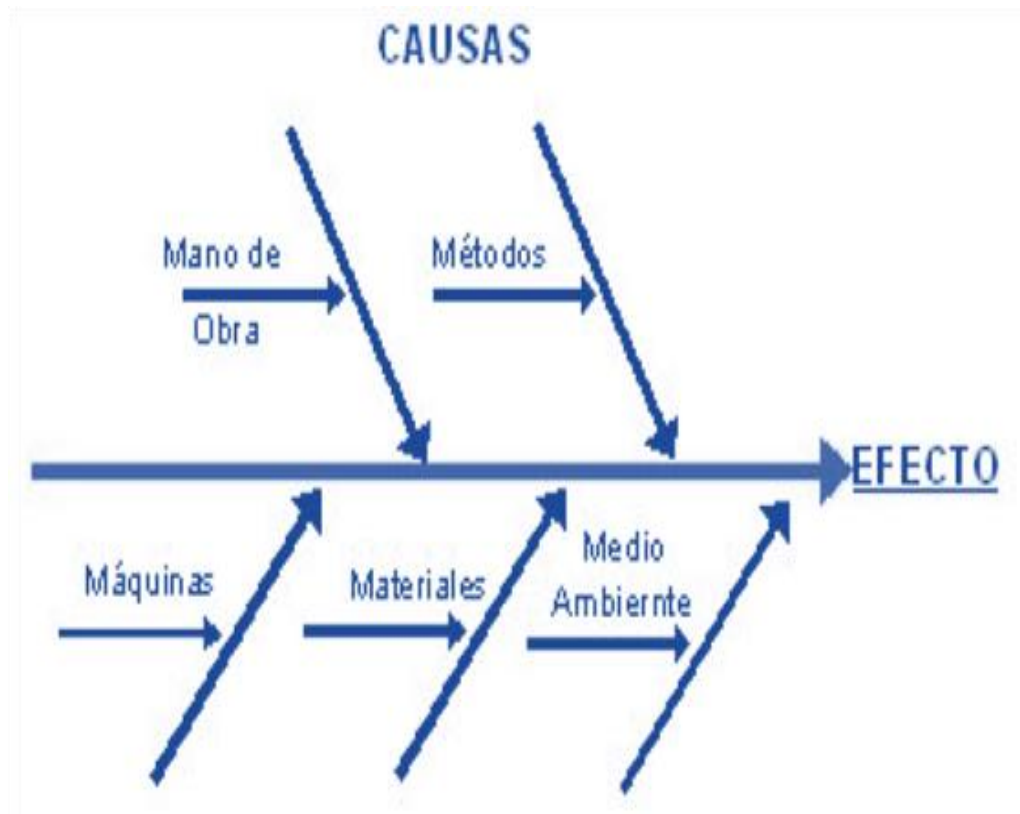 CAUSAS
Mano de
Obra
Métodos
EFECTO
Máquinas
Materiales
Medio
Ambiernte